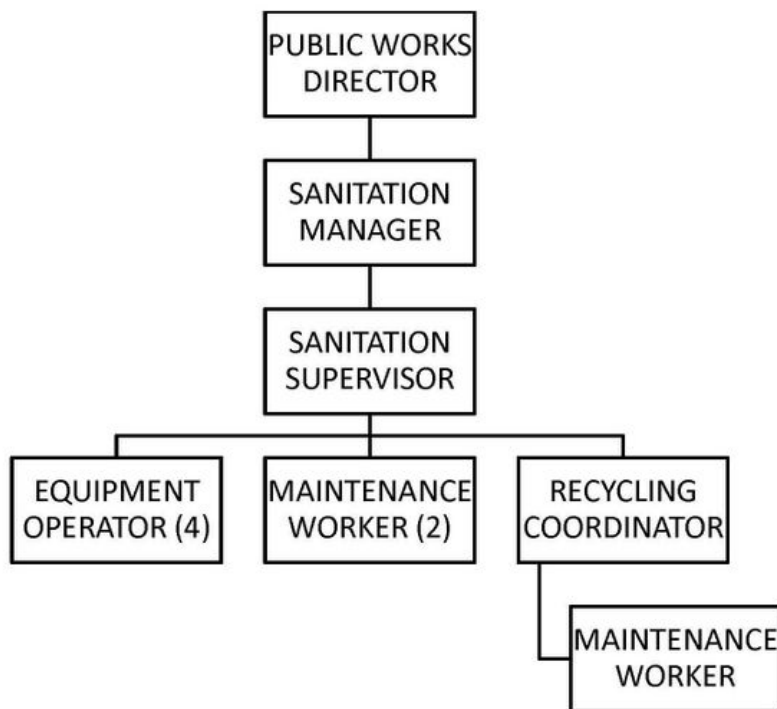 PUBLIC WORKS
DIRECTOR
SANITATION
MANAGER
SANITATION
SUPERVISOR
EQUIPMENT
OPERATOR (4)
MAINTENANCE
WORKER (2)
RECYCLING
COORDINATOR
MAINTENANCE
WORKER